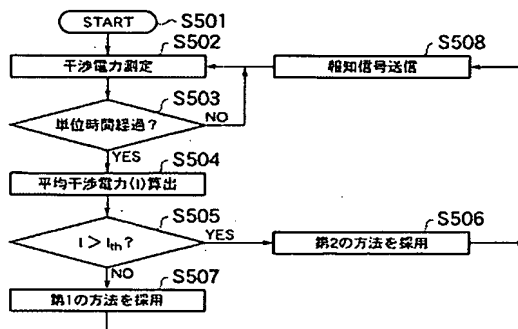 START
S501
S502
干渉電力測定
S508
報知信号送信
S503
単位時間経過?
NO
YES
S504
平均干渉電力(I)算出
S505
I > Ith?
YES
S506
第2の方法を採用
NO
S507
第1の方法を採用